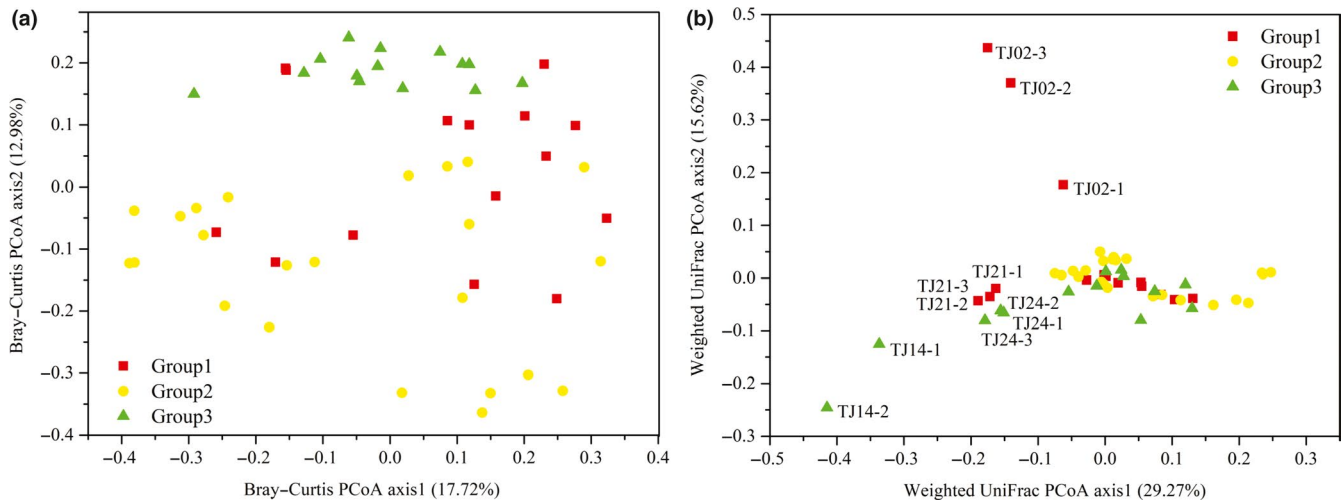 (a)
0.2
0.1
0.0
−0.1
−0.2
−0.3
−0.4
Bray−Curtis PCoA axis2 (12.98%)
Group1
Group2
Group3
−0.4
−0.3
−0.2
−0.1
0.0
0.1
0.2
0.3
0.4
Bray−Curtis PCoA axis1 (17.72%)
(b)
0.5
0.4
0.3
0.2
0.1
0.0
−0.1
−0.2
−0.3
Weighted UniFrac PCoA axis2 (15.62%)
Group1
Group2
Group3
TJ02-3
TJ02-2
TJ02-1
TJ21-1
TJ21-3
TJ21-2
TJ24-2
TJ24-1
TJ24-3
TJ14-1
TJ14-2
−0.5
−0.4
−0.3
−0.2
−0.1
0.0
0.1
0.2
0.3
Weighted UniFrac PCoA axis1 (29.27%)